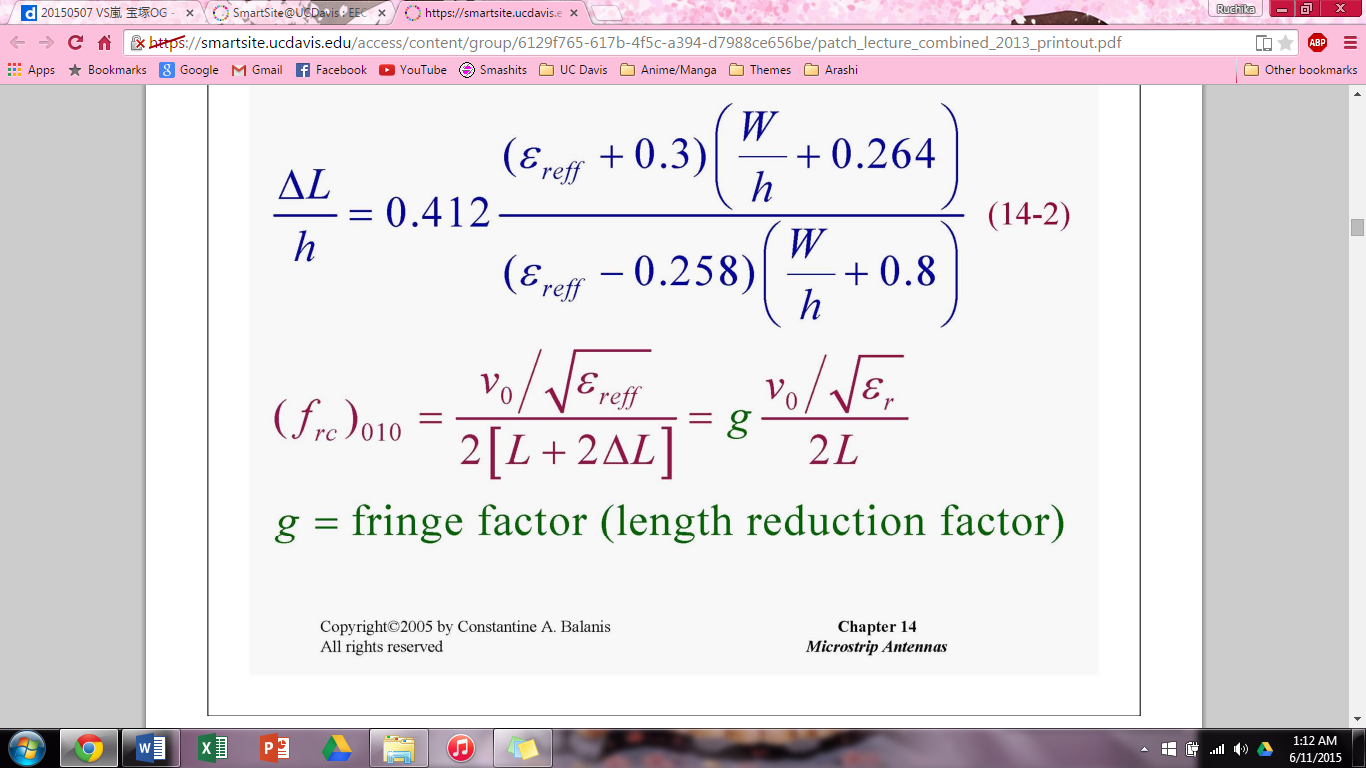 20150507 VS嵐 宝塚OG -
SmartSite@UCDavis : EEC
https://smartsite.ucdavis.e
Ruchika
https://smartsite.ucdavis.edu/access/content/group/6129f765-617b-4f5c-a394-d7988ce656be/patch_lecture_combined_2013_printout.pdf
ABP
Apps Bookmarks Google Gmail Facebook YouTube Smashits UC Davis Anime/Manga Themes Arashi Other bookmarks
ΔL/h = 0.412 (ε_reff + 0.3)(W/h + 0.264) / (ε_reff − 0.258)(W/h + 0.8) (14-2)
(f_rc)_010 = v_0/√ε_reff / 2[L + 2ΔL] = g v_0/√ε_r / 2L
g = fringe factor (length reduction factor)
Copyright©2005 by Constantine A. Balanis
All rights reserved
Chapter 14
Microstrip Antennas
1:12 AM
6/11/2015